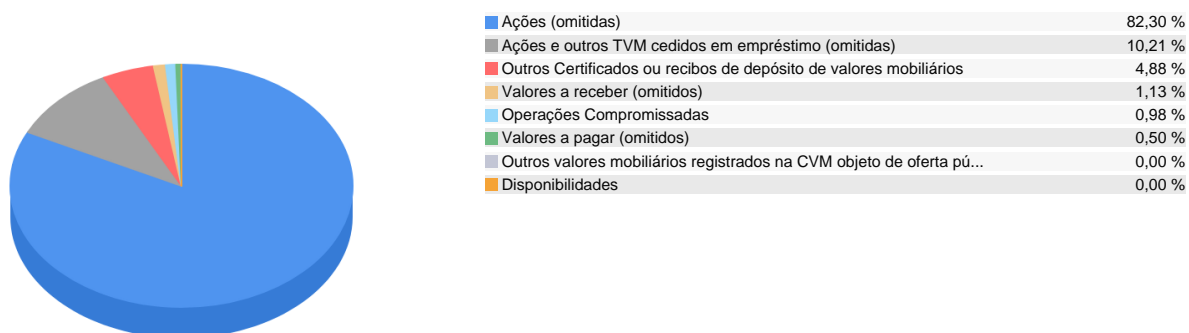 Ações (omitidas) 82,30 %
Ações e outros TVM cedidos em empréstimo (omitidas) 10,21 %
Outros Certificados ou recibos de depósito de valores mobiliários 4,88 %
Valores a receber (omitidos) 1,13 %
Operações Compromissadas 0,98 %
Valores a pagar (omitidos) 0,50 %
Outros valores mobiliários registrados na CVM objeto de oferta pú... 0,00 %
Disponibilidades 0,00 %